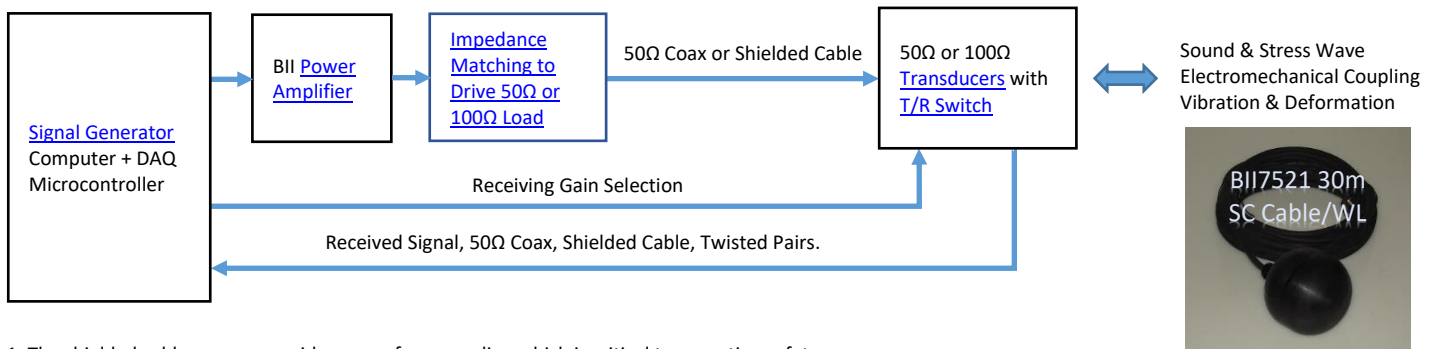 Signal Generator
Computer + DAQ
Microcontroller
BII Power
Amplifier
Impedance
Matching to
Drive 50Ω or
100Ω Load
50Ω Coax or Shielded Cable
50Ω or 100Ω
Transducers with
T/R Switch
Sound & Stress Wave
Electromechanical Coupling
Vibration & Deformation
Receiving Gain Selection
Received Signal, 50Ω Coax, Shielded Cable, Twisted Pairs.
BII7521 30m
SC Cable/WL